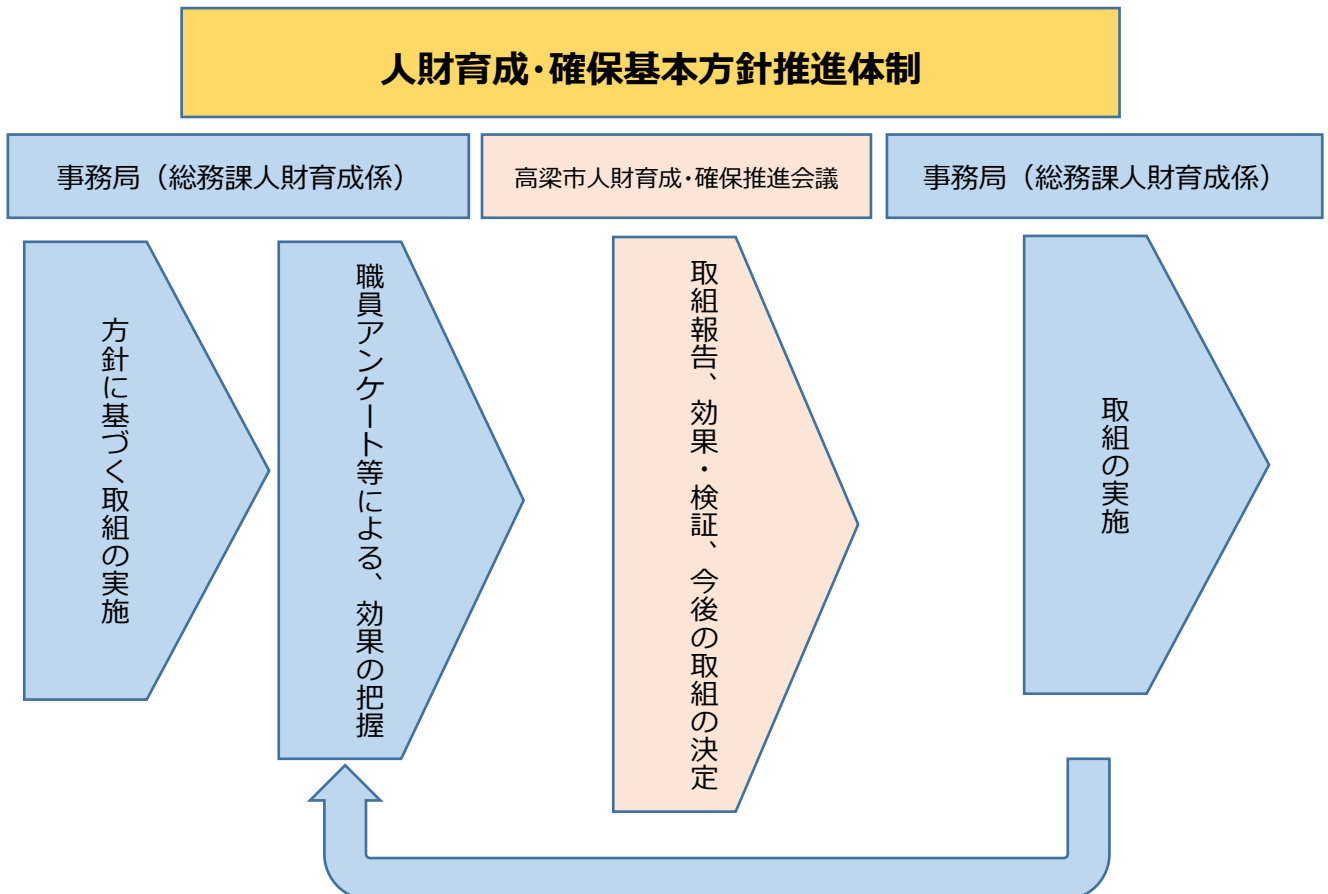 人財育成・確保基本方針推進体制
事務局（総務課人財育成係）
高梁市人財育成・確保推進会議
事務局（総務課人財育成係）
方針に基づく取組の実施
職員アンケート等による、効果の把握
取組報告、効果・検証、今後の取組の決定
取組の実施